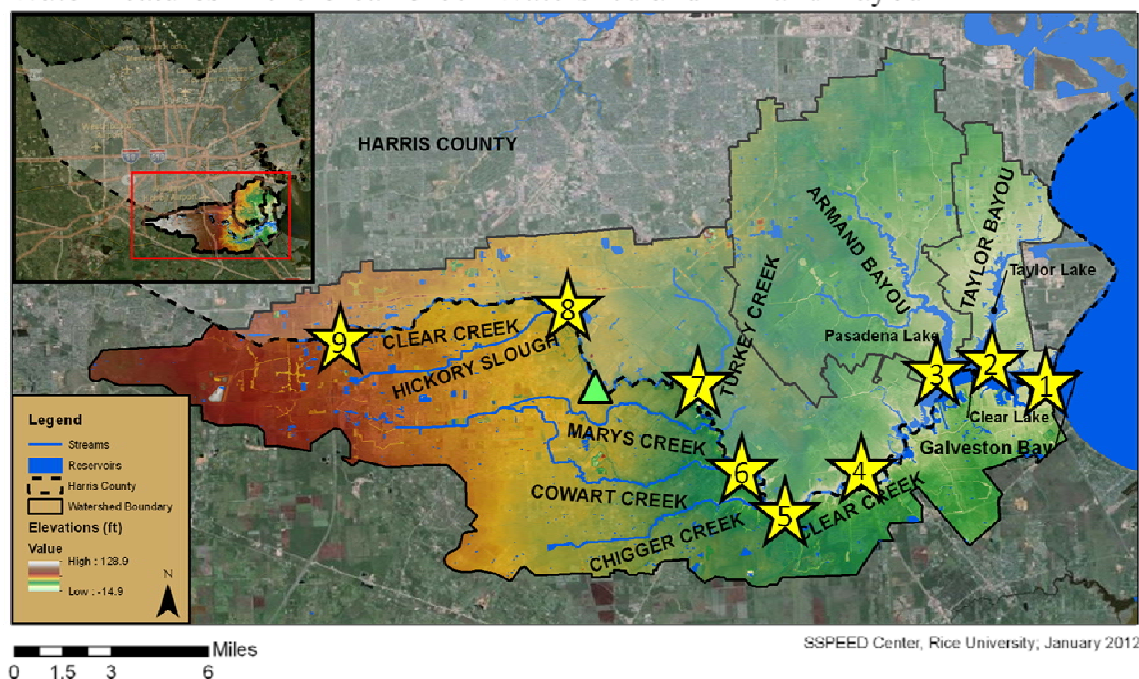 HARRIS COUNTY
ARMAND BAYOU
TAYLOR BAYOU
Taylor Lake
TURKEY CREEK
Pasadena Lake
CLEAR CREEK
HICKORY SLOUGH
9
8
7
3
2
1
Clear Lake
Galveston Bay
MARYS CREEK
6
4
5
COWART CREEK
CLEAR CREEK
CHIGGER CREEK
Legend
Streams
Reservoirs
Harris County
Watershed Boundary
Elevations (ft)
Value
High : 128.9
Low : -14.9
N
Miles
0 1.5 3 6
SSPEED Center, Rice University; January 2012